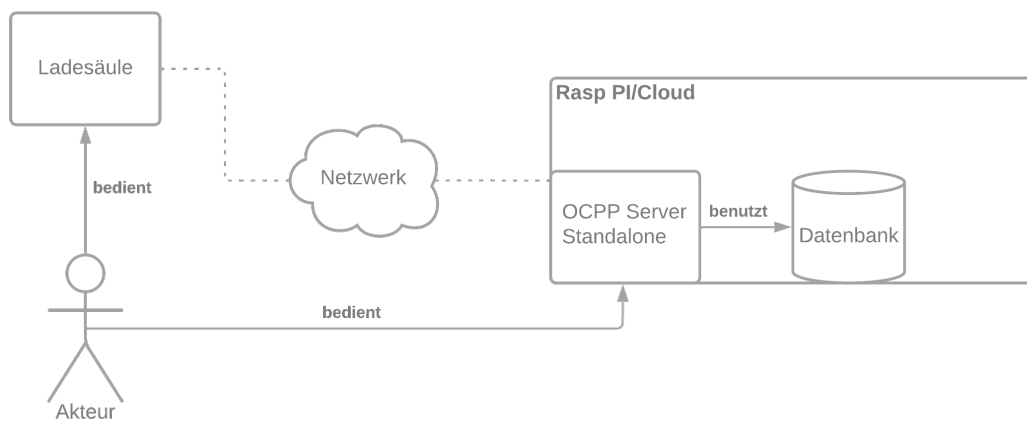 Ladesäule
Rasp PI/Cloud
Netzwerk
bedient
OCPP Server
Standalone
benutzt
Datenbank
bedient
Akteur